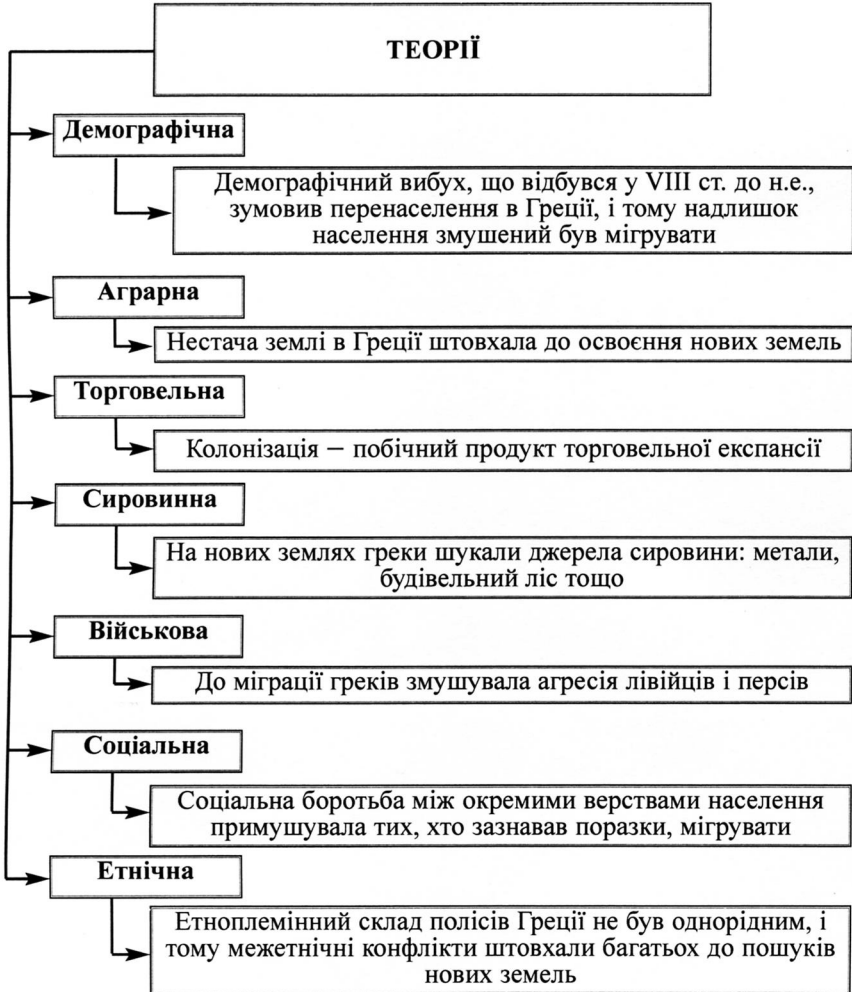 ТЕОРІЇ
Демографічна
Демографічний вибух, що відбувся у VIII ст. до н.е.,
зумовив перенаселення в Греції, і тому надлишок
населення змушений був мігрувати
Аграрна
Нестача землі в Греції штовхала до освоєння нових земель
Торговельна
Колонізація – побічний продукт торговельної експансії
Сировинна
На нових землях греки шукали джерела сировини: метали,
будівельний ліс тощо
Військова
До міграції греків змушувала агресія лівійців і персів
Соціальна
Соціальна боротьба між окремими верствами населення
примушувала тих, хто зазнавав поразки, мігрувати
Етнічна
Етноплемінний склад полісів Греції не був однорідним, і
тому межетнічні конфлікти штовхали багатьох до пошуків
нових земель